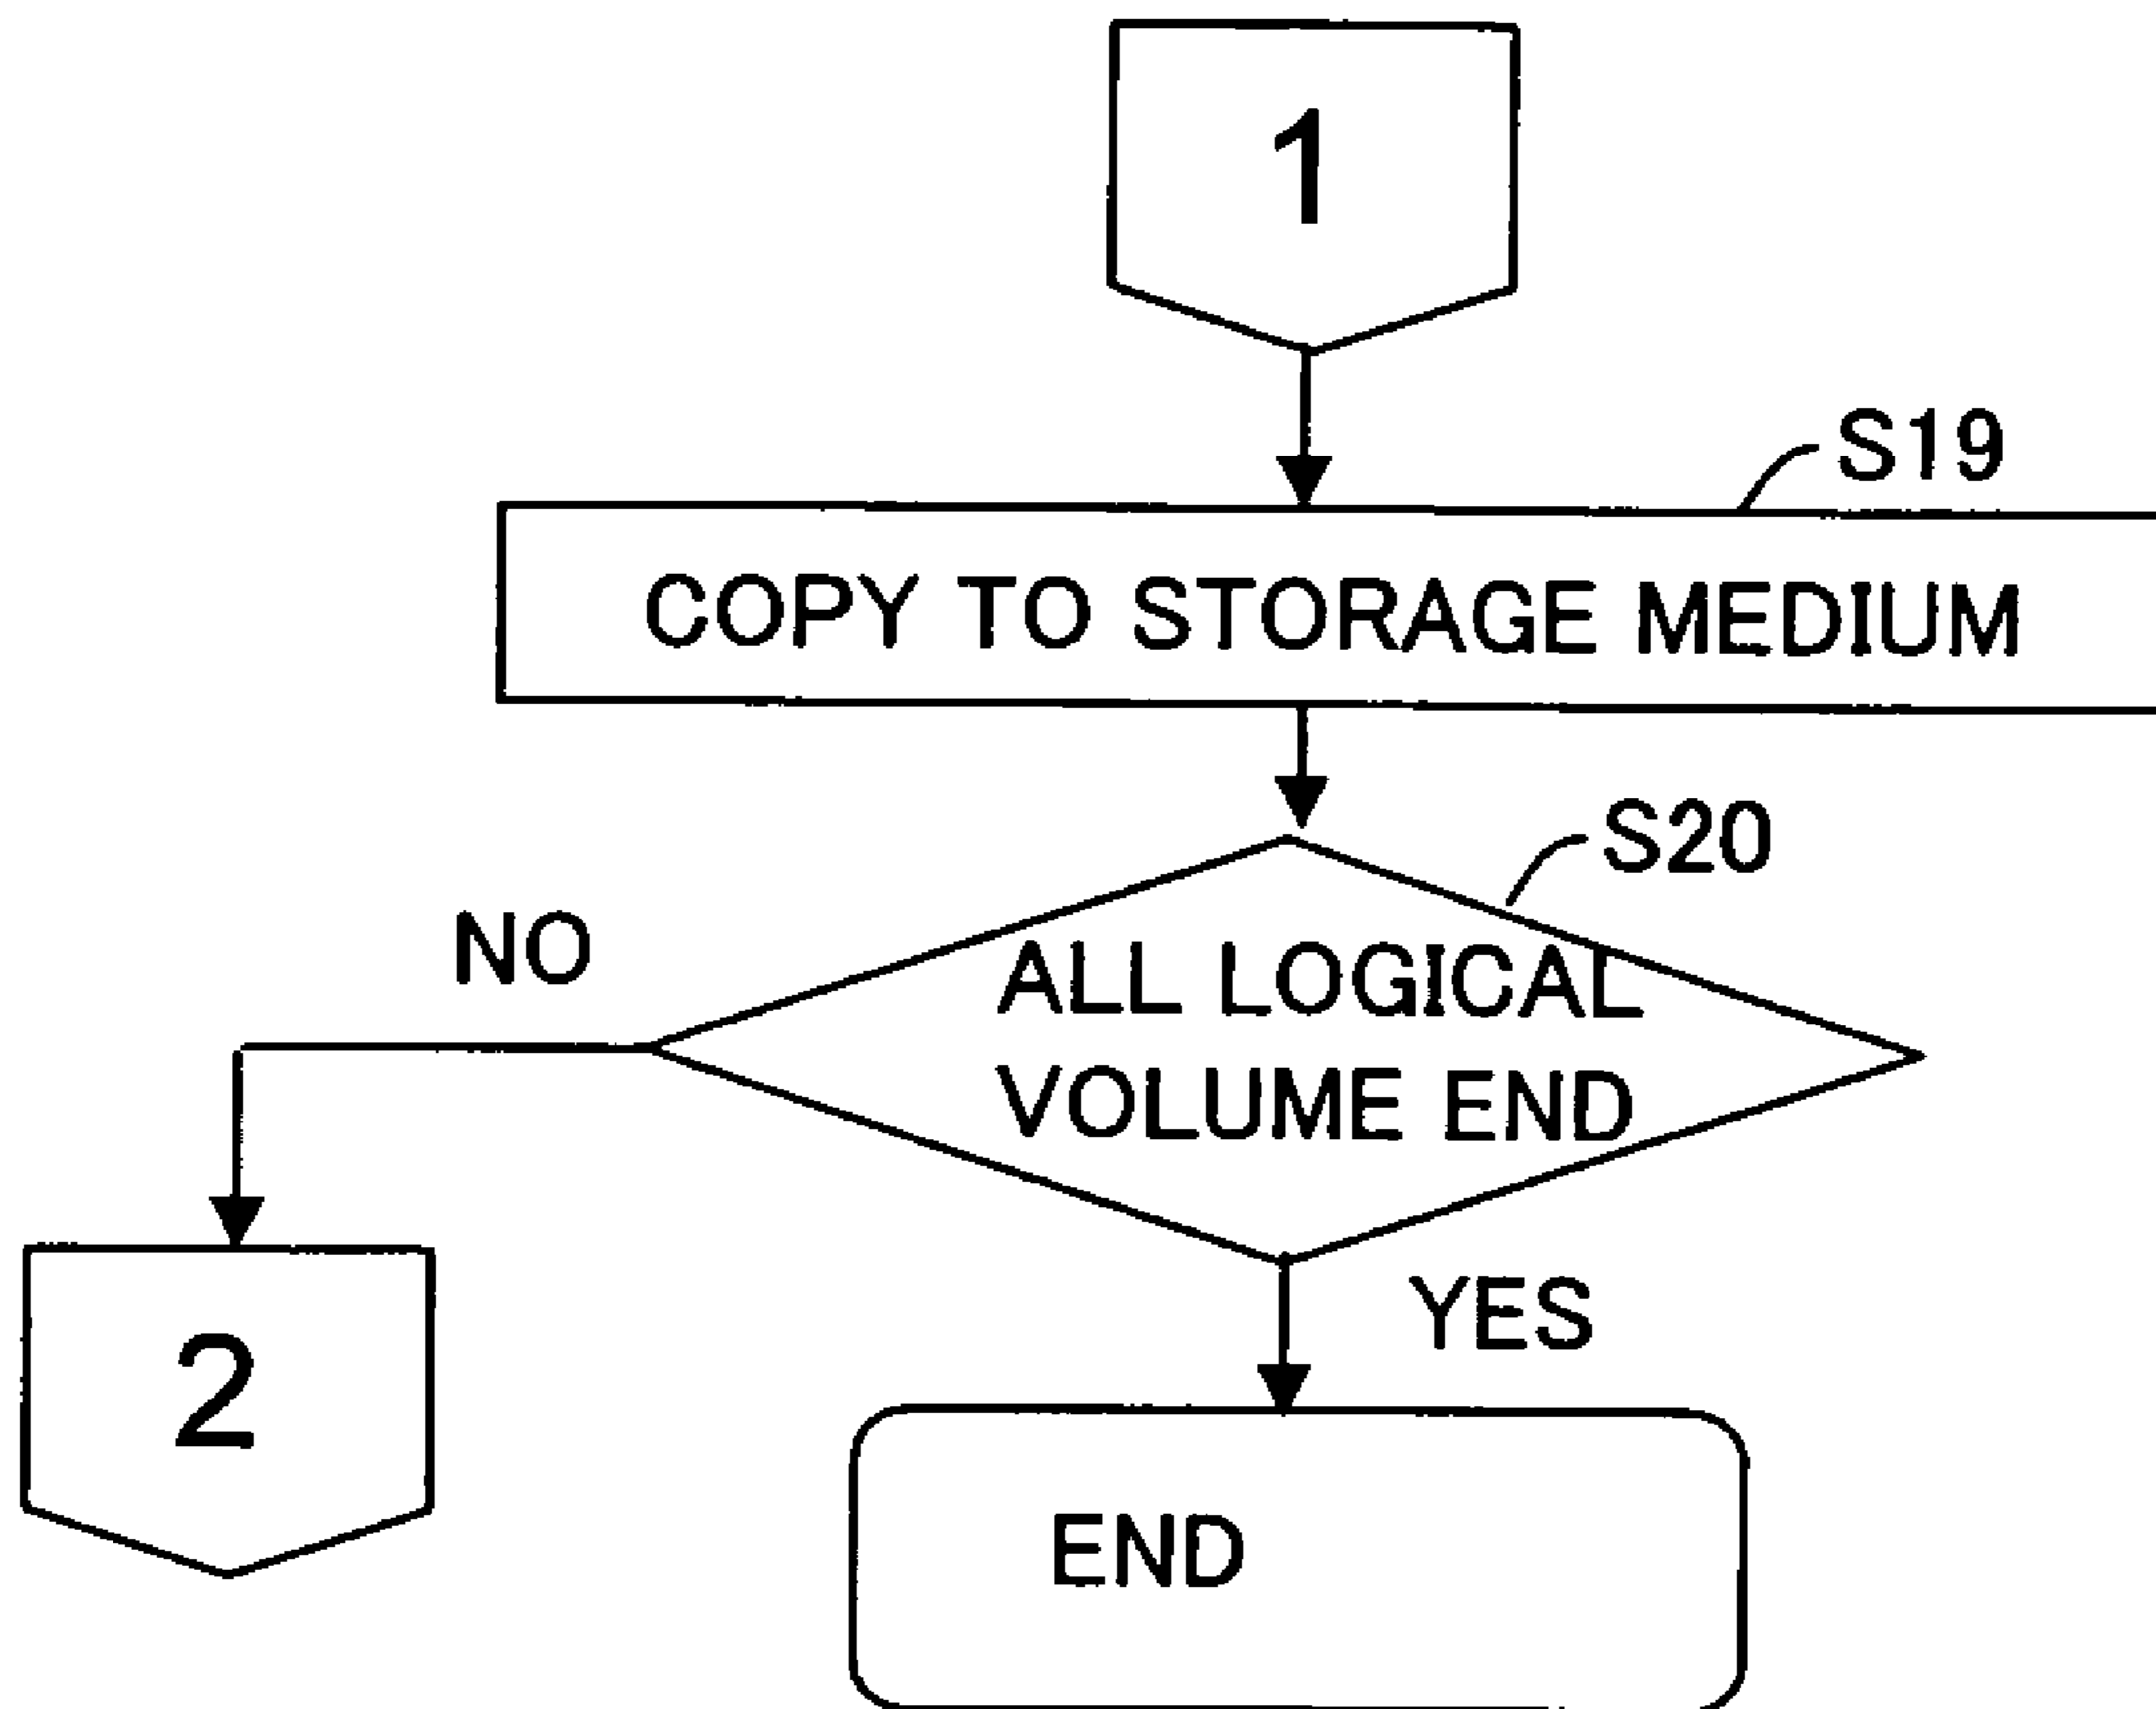 1
S19
COPY TO STORAGE MEDIUM
S20
NO
ALL LOGICAL
VOLUME END
YES
2
END